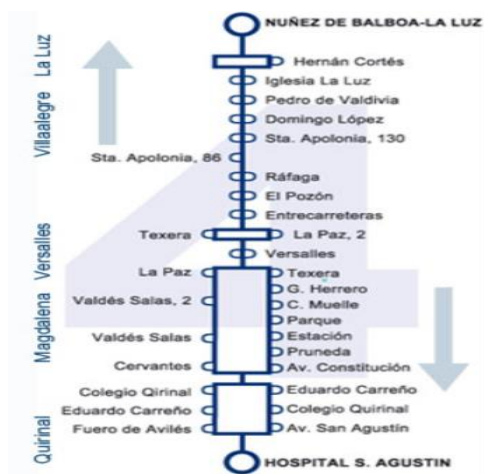 NUÑEZ DE BALBOA-LA LUZ
Hernán Cortés
Iglesia La Luz
Pedro de Valdivia
Domingo López
Sta. Apolonia, 130
Sta. Apolonia, 86
Ráfaga
El Pozón
Entrecarreteras
Texera
La Paz, 2
Versalles
La Paz
Texera
G. Herrero
Valdés Salas, 2
C. Muelle
Parque
Valdés Salas
Estación
Pruneda
Cervantes
Av. Constitución
Colegio Qirinal
Eduardo Carreño
Eduardo Carreño
Colegio Quirinal
Fuero de Avilés
Av. San Agustín
HOSPITAL S. AGUSTIN
La Luz
Villaalegre
Versalles
Magdalena
Quirinal
4